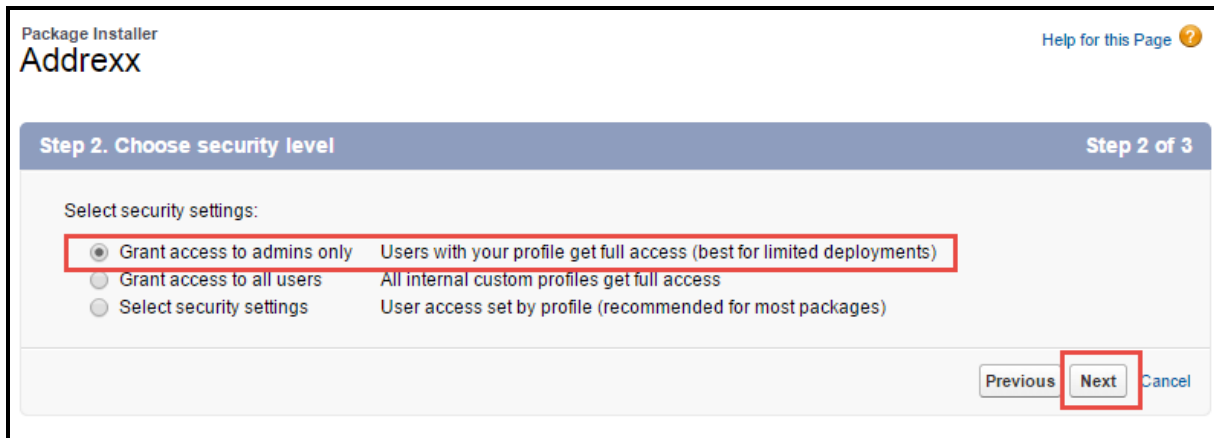 Package Installer
Addrexx
Help for this Page ?
Step 2. Choose security level Step 2 of 3
Select security settings:
Grant access to admins only Users with your profile get full access (best for limited deployments)
Grant access to all users All internal custom profiles get full access
Select security settings User access set by profile (recommended for most packages)
Previous Next Cancel